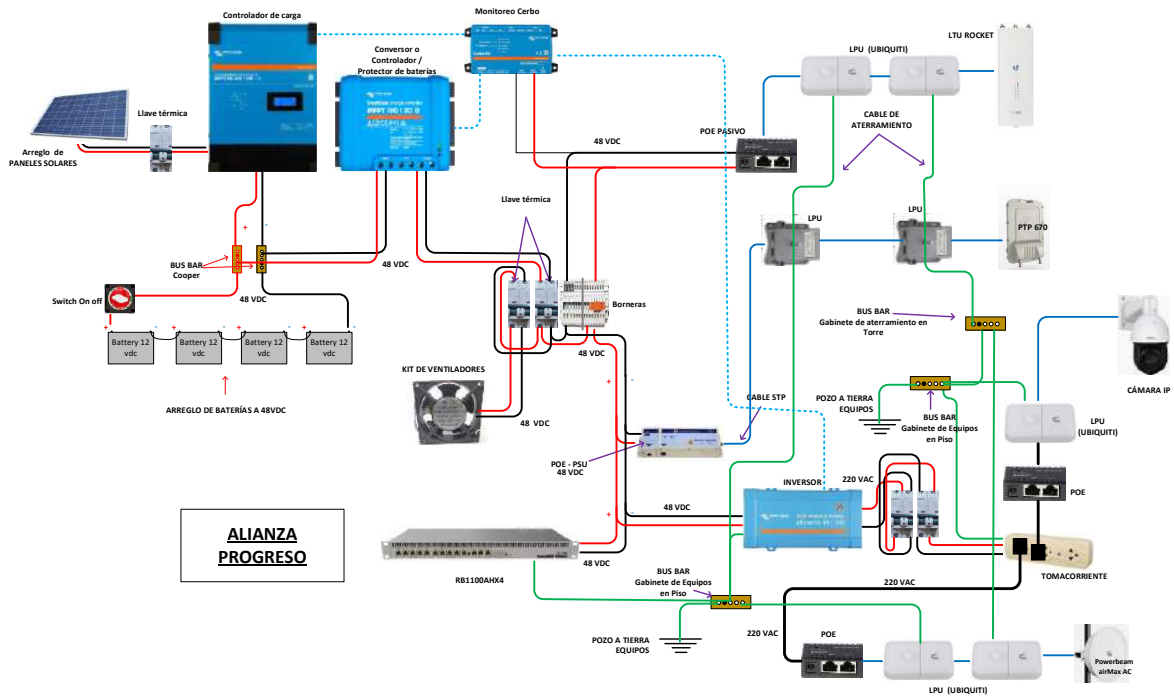 Controlador de carga
Monitoreo Cerbo
Conversor o
Controlador /
Protector de baterías
LPU (UBIQUITI)
LTU ROCKET
Llave térmica
Arreglo de
PANELES SOLARES
POE PASIVO
48 VDC
CABLE DE
ATERRAMIENTO
Llave térmica
LPU
LPU
PTP 670
+
-
BUS BAR
Cooper
48 VDC
Switch On off
48 VDC
Borneras
BUS BAR
Gabinete de aterramiento en
Torre
+
-
+
-
+
-
+
-
Battery 12
vdc
Battery 12
vdc
Battery 12
vdc
Battery 12
vdc
48 VDC
KIT DE VENTILADORES
CÁMARA IP
ARREGLO DE BATERÍAS A 48VDC
+
-
CABLE STP
POZO A TIERRA
EQUIPOS
BUS BAR
Gabinete de Equipos
en Piso
LPU
(UBIQUITI)
48 VDC
POE - PSU
48 VDC
INVERSOR
220 VAC
POE
ALIANZA
PROGRESO
48 VDC
+
-
48 VDC
RB1100AHX4
BUS BAR
Gabinete de Equipos
en Piso
TOMACORRIENTE
220 VAC
POZO A TIERRA
EQUIPOS
220 VAC
POE
Powerbeam
airMax AC
LPU (UBIQUITI)